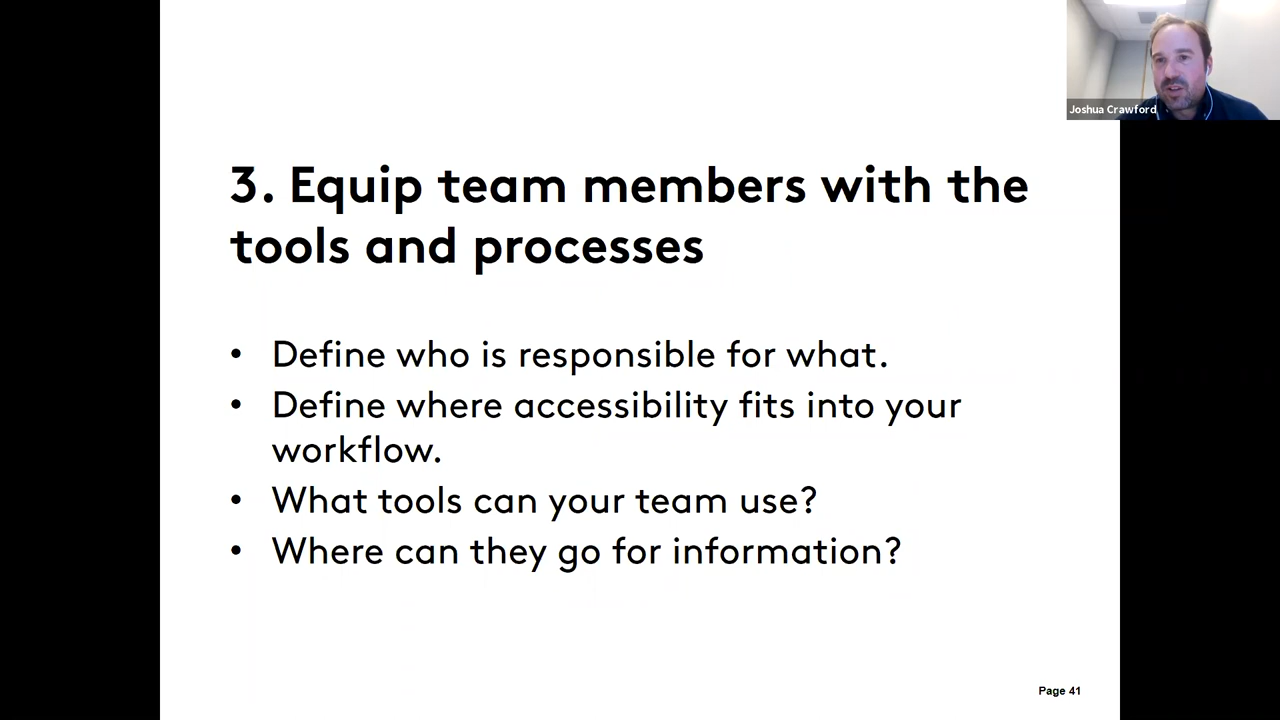 Joshua Crawford
3. Equip team members with the
tools and processes
• Define who is responsible for what.
• Define where accessibility fits into your
workflow.
• What tools can your team use?
• Where can they go for information?
Page 41